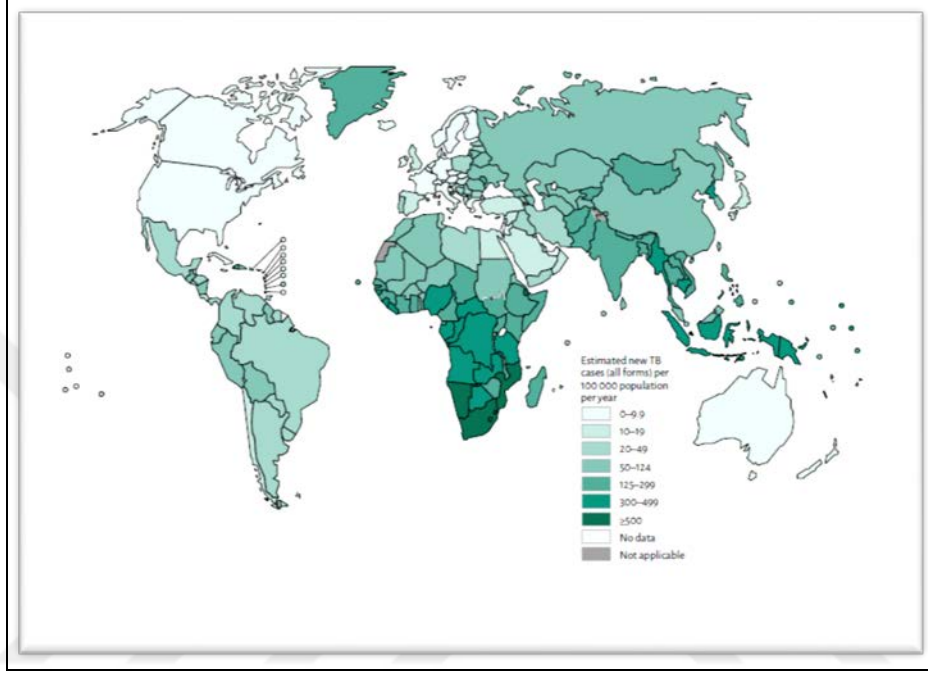 Estimated new TB
cases (all forms) per
100 000 population
per year
0–9.9
10–19
20–49
50–124
125–299
300–499
≥500
No data
Not applicable